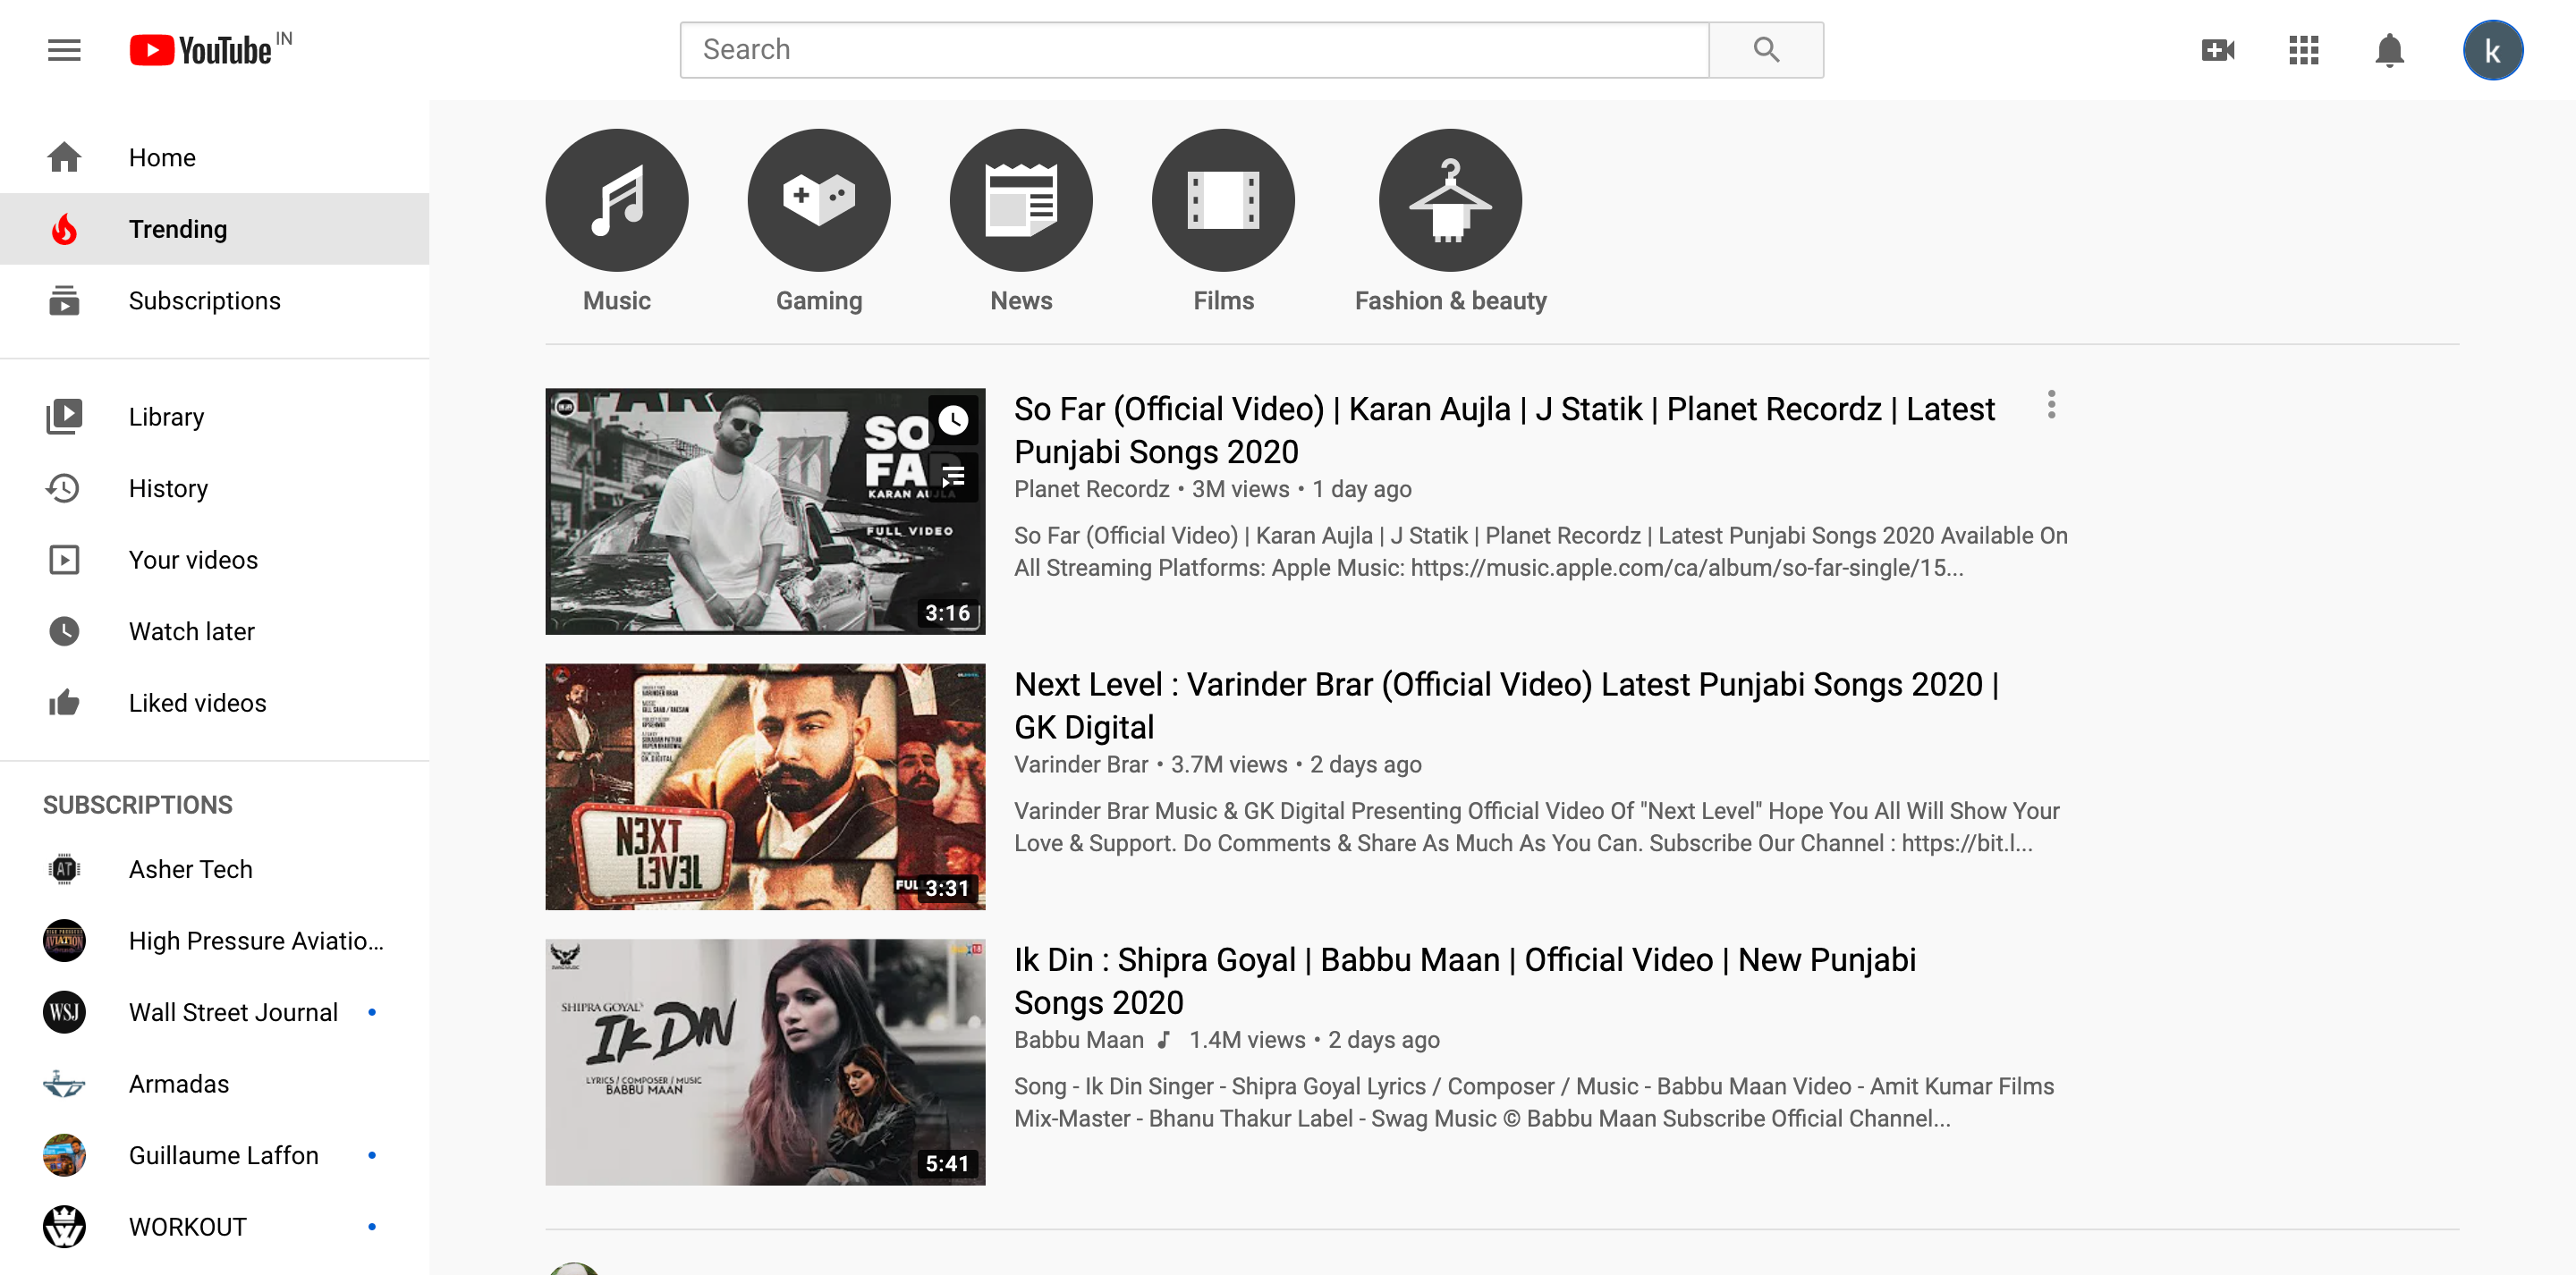 YouTube IN
Search
k
Home
Trending
Subscriptions
Library
History
Your videos
Watch later
Liked videos
SUBSCRIPTIONS
AT
Asher Tech
AVIATION
High Pressure Aviatio...
WSJ
Wall Street Journal
Armadas
Guillaume Laffon
WORKOUT
Music
Gaming
News
Films
Fashion & beauty
SO
FAR
KARAN AUJLA
FULL VIDEO
3:16
So Far (Official Video) | Karan Aujla | J Statik | Planet Recordz | Latest
Punjabi Songs 2020
Planet Recordz • 3M views • 1 day ago
So Far (Official Video) | Karan Aujla | J Statik | Planet Recordz | Latest Punjabi Songs 2020 Available On
All Streaming Platforms: Apple Music: https://music.apple.com/ca/album/so-far-single/15...
N3XT
L3V3L
FUL
3:31
Next Level : Varinder Brar (Official Video) Latest Punjabi Songs 2020 |
GK Digital
Varinder Brar • 3.7M views • 2 days ago
Varinder Brar Music & GK Digital Presenting Official Video Of "Next Level" Hope You All Will Show Your
Love & Support. Do Comments & Share As Much As You Can. Subscribe Our Channel : https://bit.l...
SHIPRA GOYAL'S
IK DIN
LYRICS / COMPOSER / MUSIC
BABBU MAAN
5:41
Ik Din : Shipra Goyal | Babbu Maan | Official Video | New Punjabi
Songs 2020
Babbu Maan 1.4M views • 2 days ago
Song - Ik Din Singer - Shipra Goyal Lyrics / Composer / Music - Babbu Maan Video - Amit Kumar Films
Mix-Master - Bhanu Thakur Label - Swag Music © Babbu Maan Subscribe Official Channel...